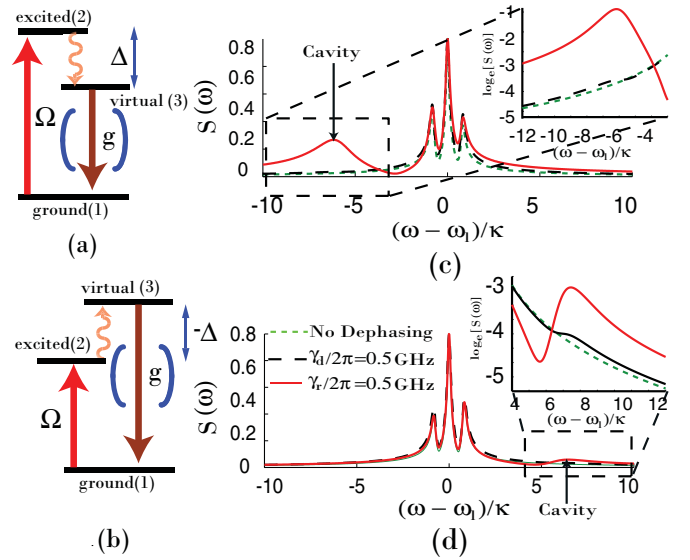 excited(2)
Δ
virtual (3)
Ω
g
ground(1)
(a)
virtual (3)
excited(2)
-Δ
Ω
g
ground(1)
(b)
S (ω)
0.8
0.6
0.4
0.2
0
Cavity
-10
-5
0
5
10
(ω − ωl)/κ
(c)
loge[S (ω)]
-1
-2
-3
-4
-5
-12
-10
-8
-6
-4
(ω − ωl)/κ
S (ω)
0.8
0.6
0.4
0.2
0
No Dephasing
γd/2π=0.5 GHz
γr/2π=0.5 GHz
-10
-5
0
5
10
Cavity
(ω − ωl)/κ
(d)
loge[S (ω)]
-3
-4
-5
4
6
8
10
12
(ω − ωl)/κ